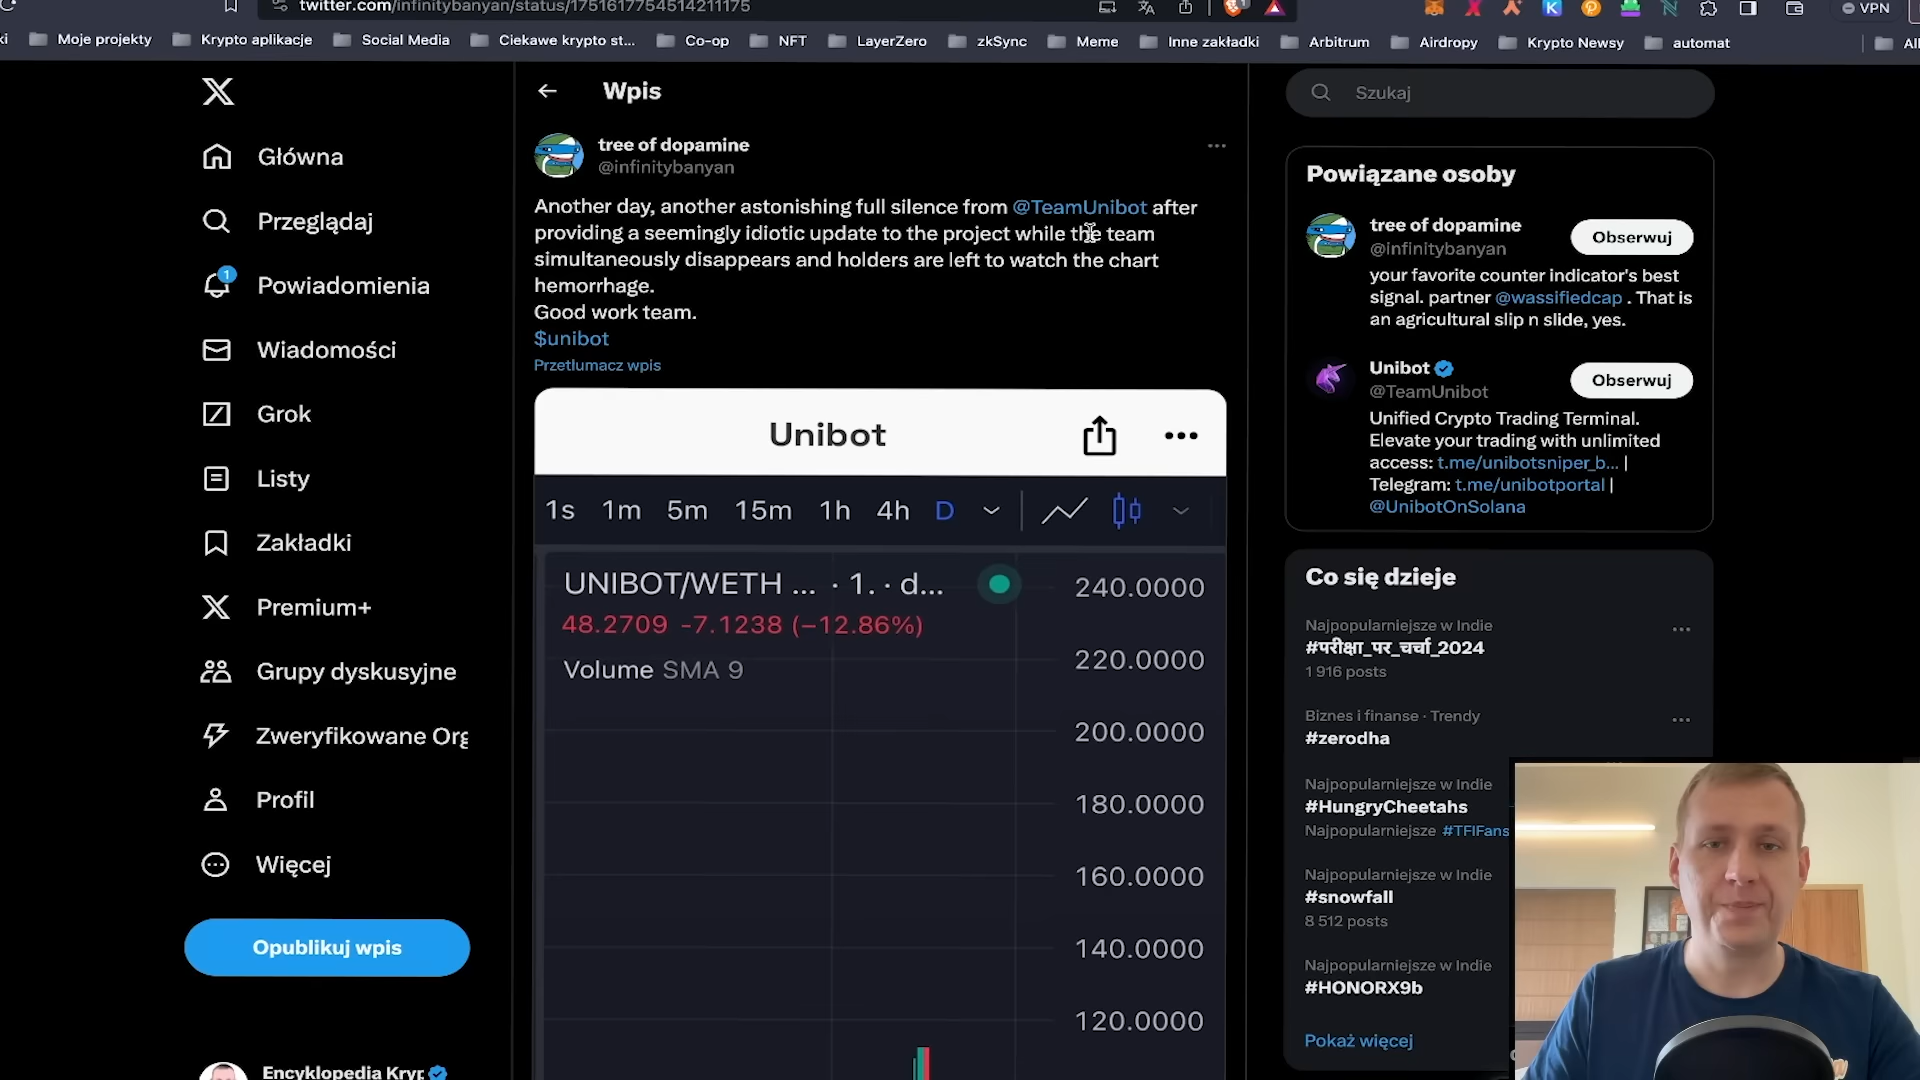 twitter.com/infinitybanyan/status/1751617754514211175
VPN
Moje projekty
Krypto aplikacje
Social Media
Ciekawe krypto st...
Co-op
NFT
LayerZero
zkSync
Meme
Inne zakładki
Arbitrum
Airdropy
Krypto Newsy
automat
Główna
Przeglądaj
1
Powiadomienia
Wiadomości
Grok
Listy
Zakładki
Premium+
Grupy dyskusyjne
Zweryfikowane Org
Profil
Więcej
Opublikuj wpis
Encyklopedia Kryp
Wpis
tree of dopamine
@infinitybanyan
Another day, another astonishing full silence from @TeamUnibot after
providing a seemingly idiotic update to the project while the team
simultaneously disappears and holders are left to watch the chart
hemorrhage.
Good work team.
$unibot
Przetłumacz wpis
Unibot
1s 1m 5m 15m 1h 4h D
UNIBOT/WETH ... · 1. · d...
48.2709 -7.1238 (−12.86%)
Volume SMA 9
240.0000
220.0000
200.0000
180.0000
160.0000
140.0000
120.0000
Szukaj
Powiązane osoby
tree of dopamine
@infinitybanyan
Obserwuj
your favorite counter indicator's best
signal. partner @wassifiedcap . That is
an agricultural slip n slide, yes.
Unibot
@TeamUnibot
Obserwuj
Unified Crypto Trading Terminal.
Elevate your trading with unlimited
access: t.me/unibotsniper_b... |
Telegram: t.me/unibotportal |
@UnibotOnSolana
Co się dzieje
Najpopularniejsze w Indie
#परीक्षा_पर_चर्चा_2024
1 916 posts
Biznes i finanse · Trendy
#zerodha
Najpopularniejsze w Indie
#HungryCheetahs
Najpopularniejsze #TFIFans
Najpopularniejsze w Indie
#snowfall
8 512 posts
Najpopularniejsze w Indie
#HONORX9b
Pokaż więcej